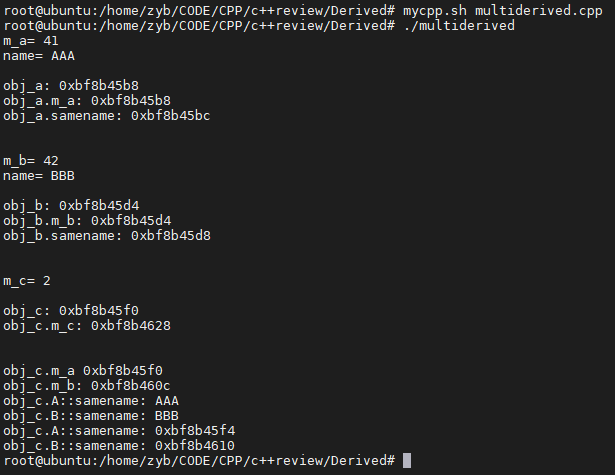 root@ubuntu:/home/zyb/CODE/CPP/c++review/Derived# mycpp.sh multiderived.cpp
root@ubuntu:/home/zyb/CODE/CPP/c++review/Derived# ./multiderived
m_a= 41
name= AAA
obj_a: 0xbf8b45b8
obj_a.m_a: 0xbf8b45b8
obj_a.samename: 0xbf8b45bc
m_b= 42
name= BBB
obj_b: 0xbf8b45d4
obj_b.m_b: 0xbf8b45d4
obj_b.samename: 0xbf8b45d8
m_c= 2
obj_c: 0xbf8b45f0
obj_c.m_c: 0xbf8b4628
obj_c.m_a 0xbf8b45f0
obj_c.m_b: 0xbf8b460c
obj_c.A::samename: AAA
obj_c.B::samename: BBB
obj_c.A::samename: 0xbf8b45f4
obj_c.B::samename: 0xbf8b4610
root@ubuntu:/home/zyb/CODE/CPP/c++review/Derived#